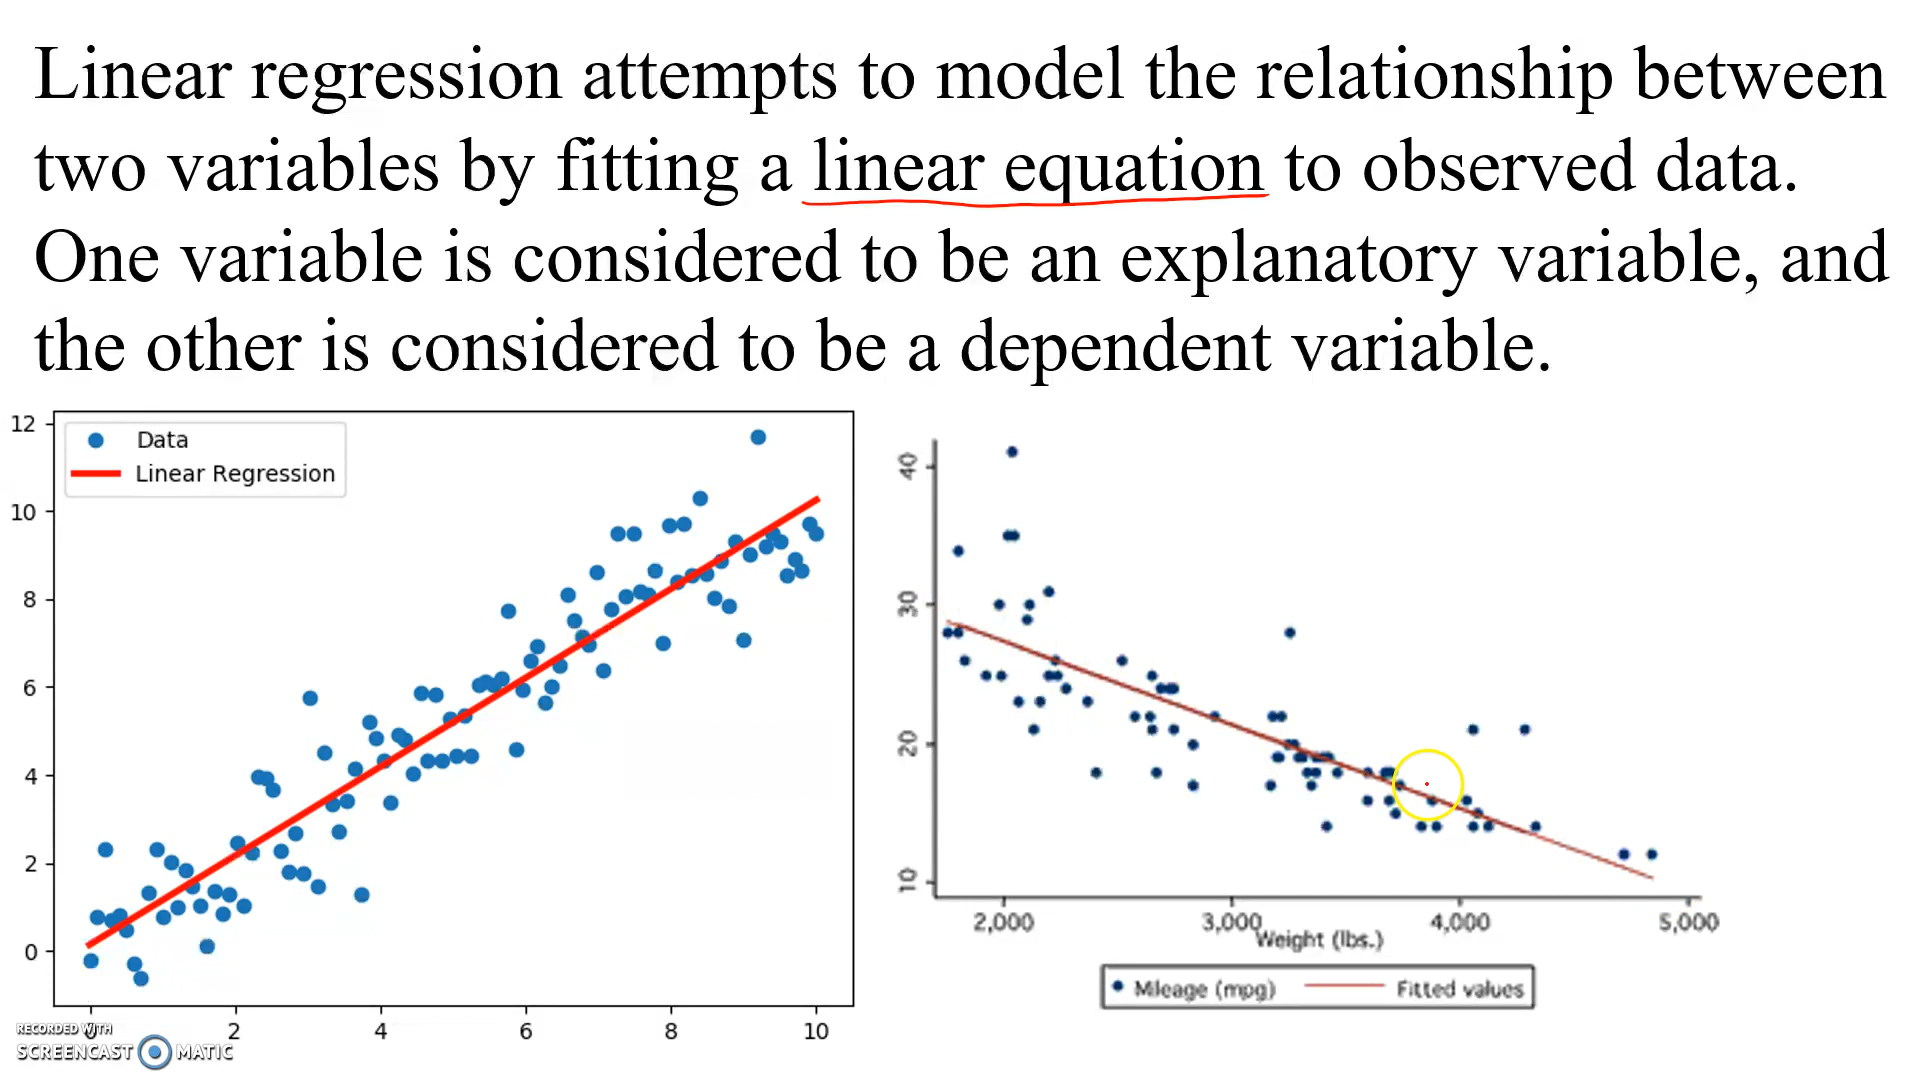 Linear regression attempts to model the relationship between
two variables by fitting a linear equation to observed data.
One variable is considered to be an explanatory variable, and
the other is considered to be a dependent variable.
12
10
8
6
4
2
0
Data
Linear Regression
0 2 4 6 8 10
40
30
20
10
2,000 3,000 4,000 5,000
Weight (lbs.)
Mileage (mpg) Fitted values
RECORDED WITH
SCREENCAST MATIC